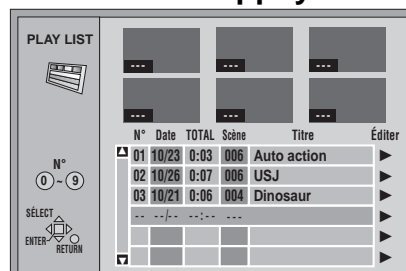 PLAY LIST
--- --- ---
--- --- ---
N° Date TOTAL Scène Titre Éditer
01 10/23 0:03 006 Auto action
02 10/26 0:07 006 USJ
03 10/21 0:06 004 Dinosaur
-- --/-- --:-- ---
N°
0 ~ 9
SÉLECT
ENTER
RETURN